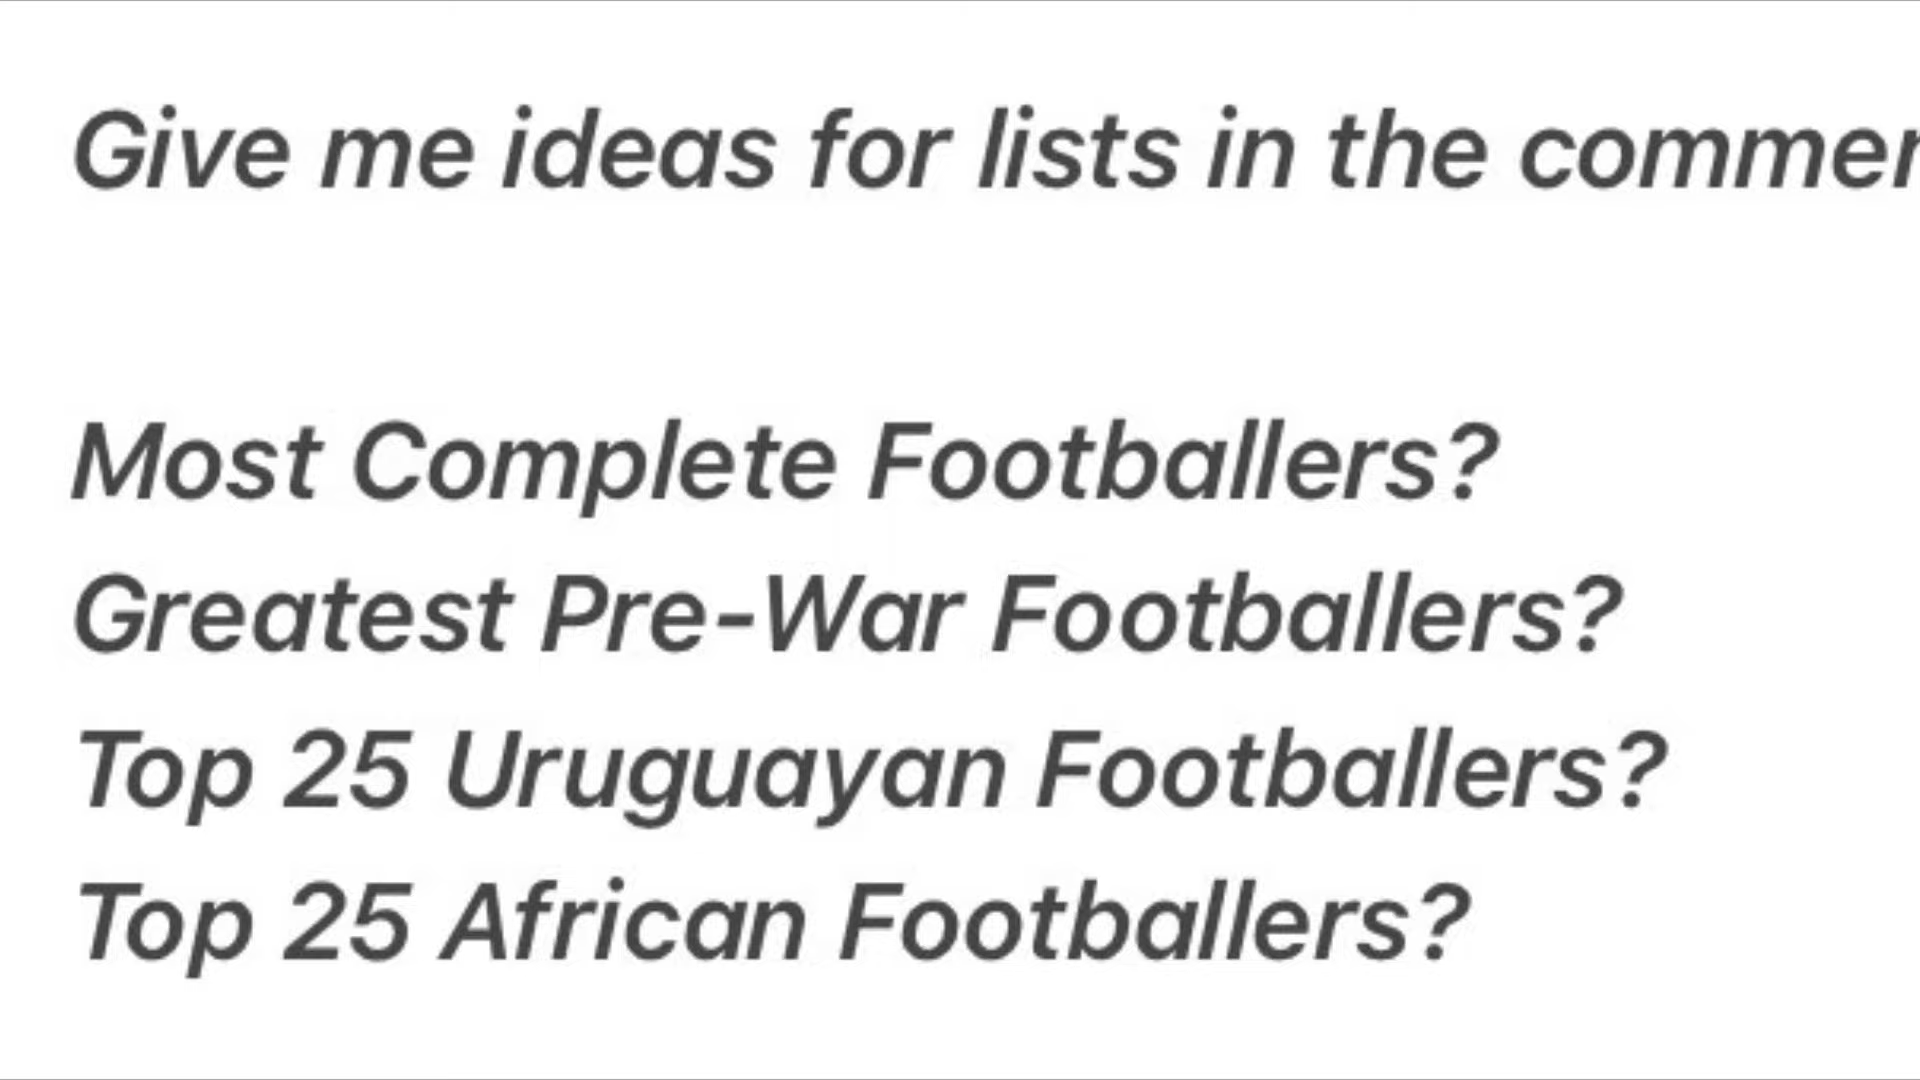 Give me ideas for lists in the commer
Most Complete Footballers?
Greatest Pre-War Footballers?
Top 25 Uruguayan Footballers?
Top 25 African Footballers?